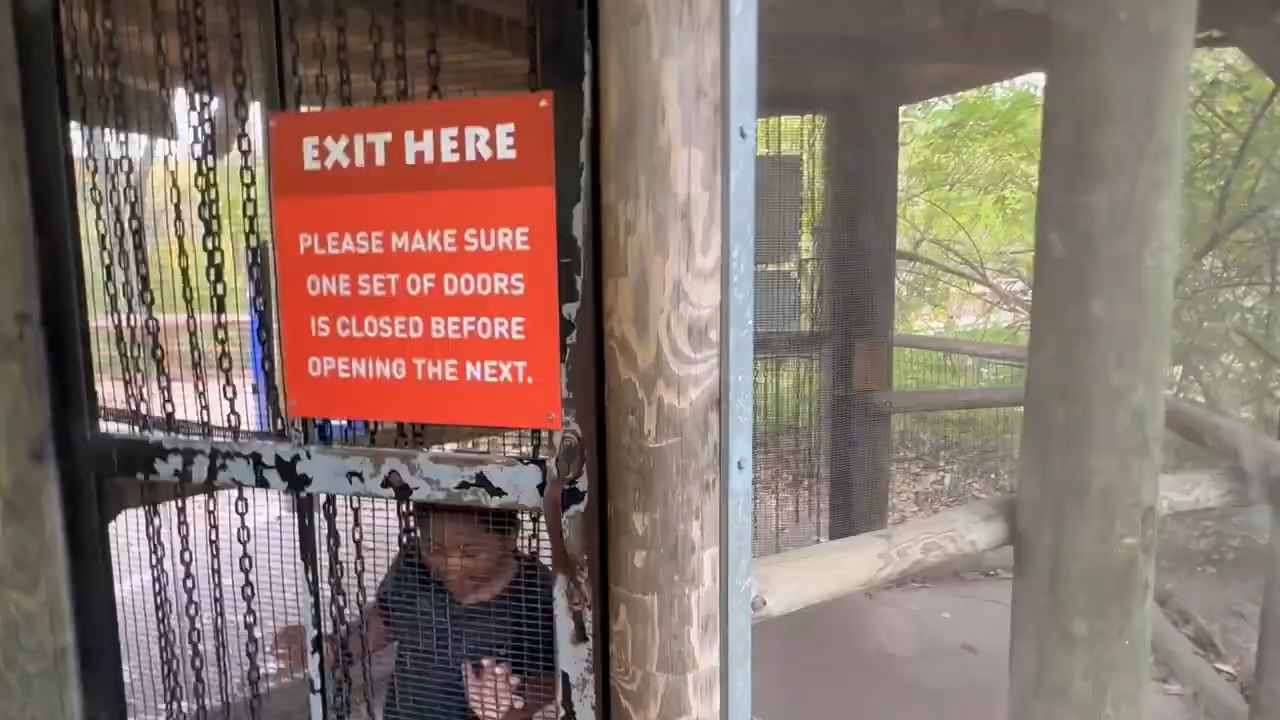 EXIT HERE
PLEASE MAKE SURE
ONE SET OF DOORS
IS CLOSED BEFORE
OPENING THE NEXT.